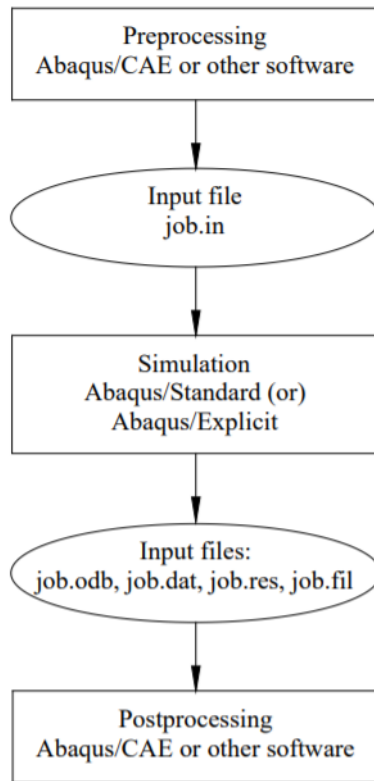 Preprocessing
Abaqus/CAE or other software
Input file
job.in
Simulation
Abaqus/Standard (or)
Abaqus/Explicit
Input files:
job.odb, job.dat, job.res, job.fil
Postprocessing
Abaqus/CAE or other software